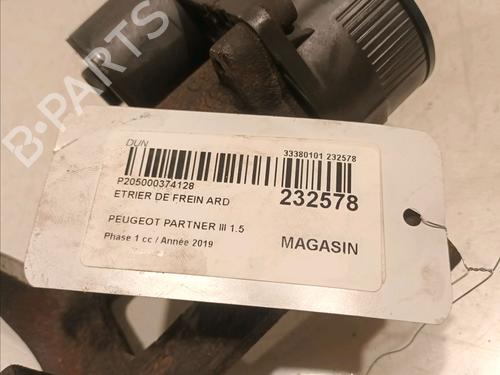 B-PARTS
DUN
33380101 232578
P205000374128
ETRIER DE FREIN ARD
232578
PEUGEOT PARTNER III 1.5
Phase 1 cc / Année 2019
MAGASIN